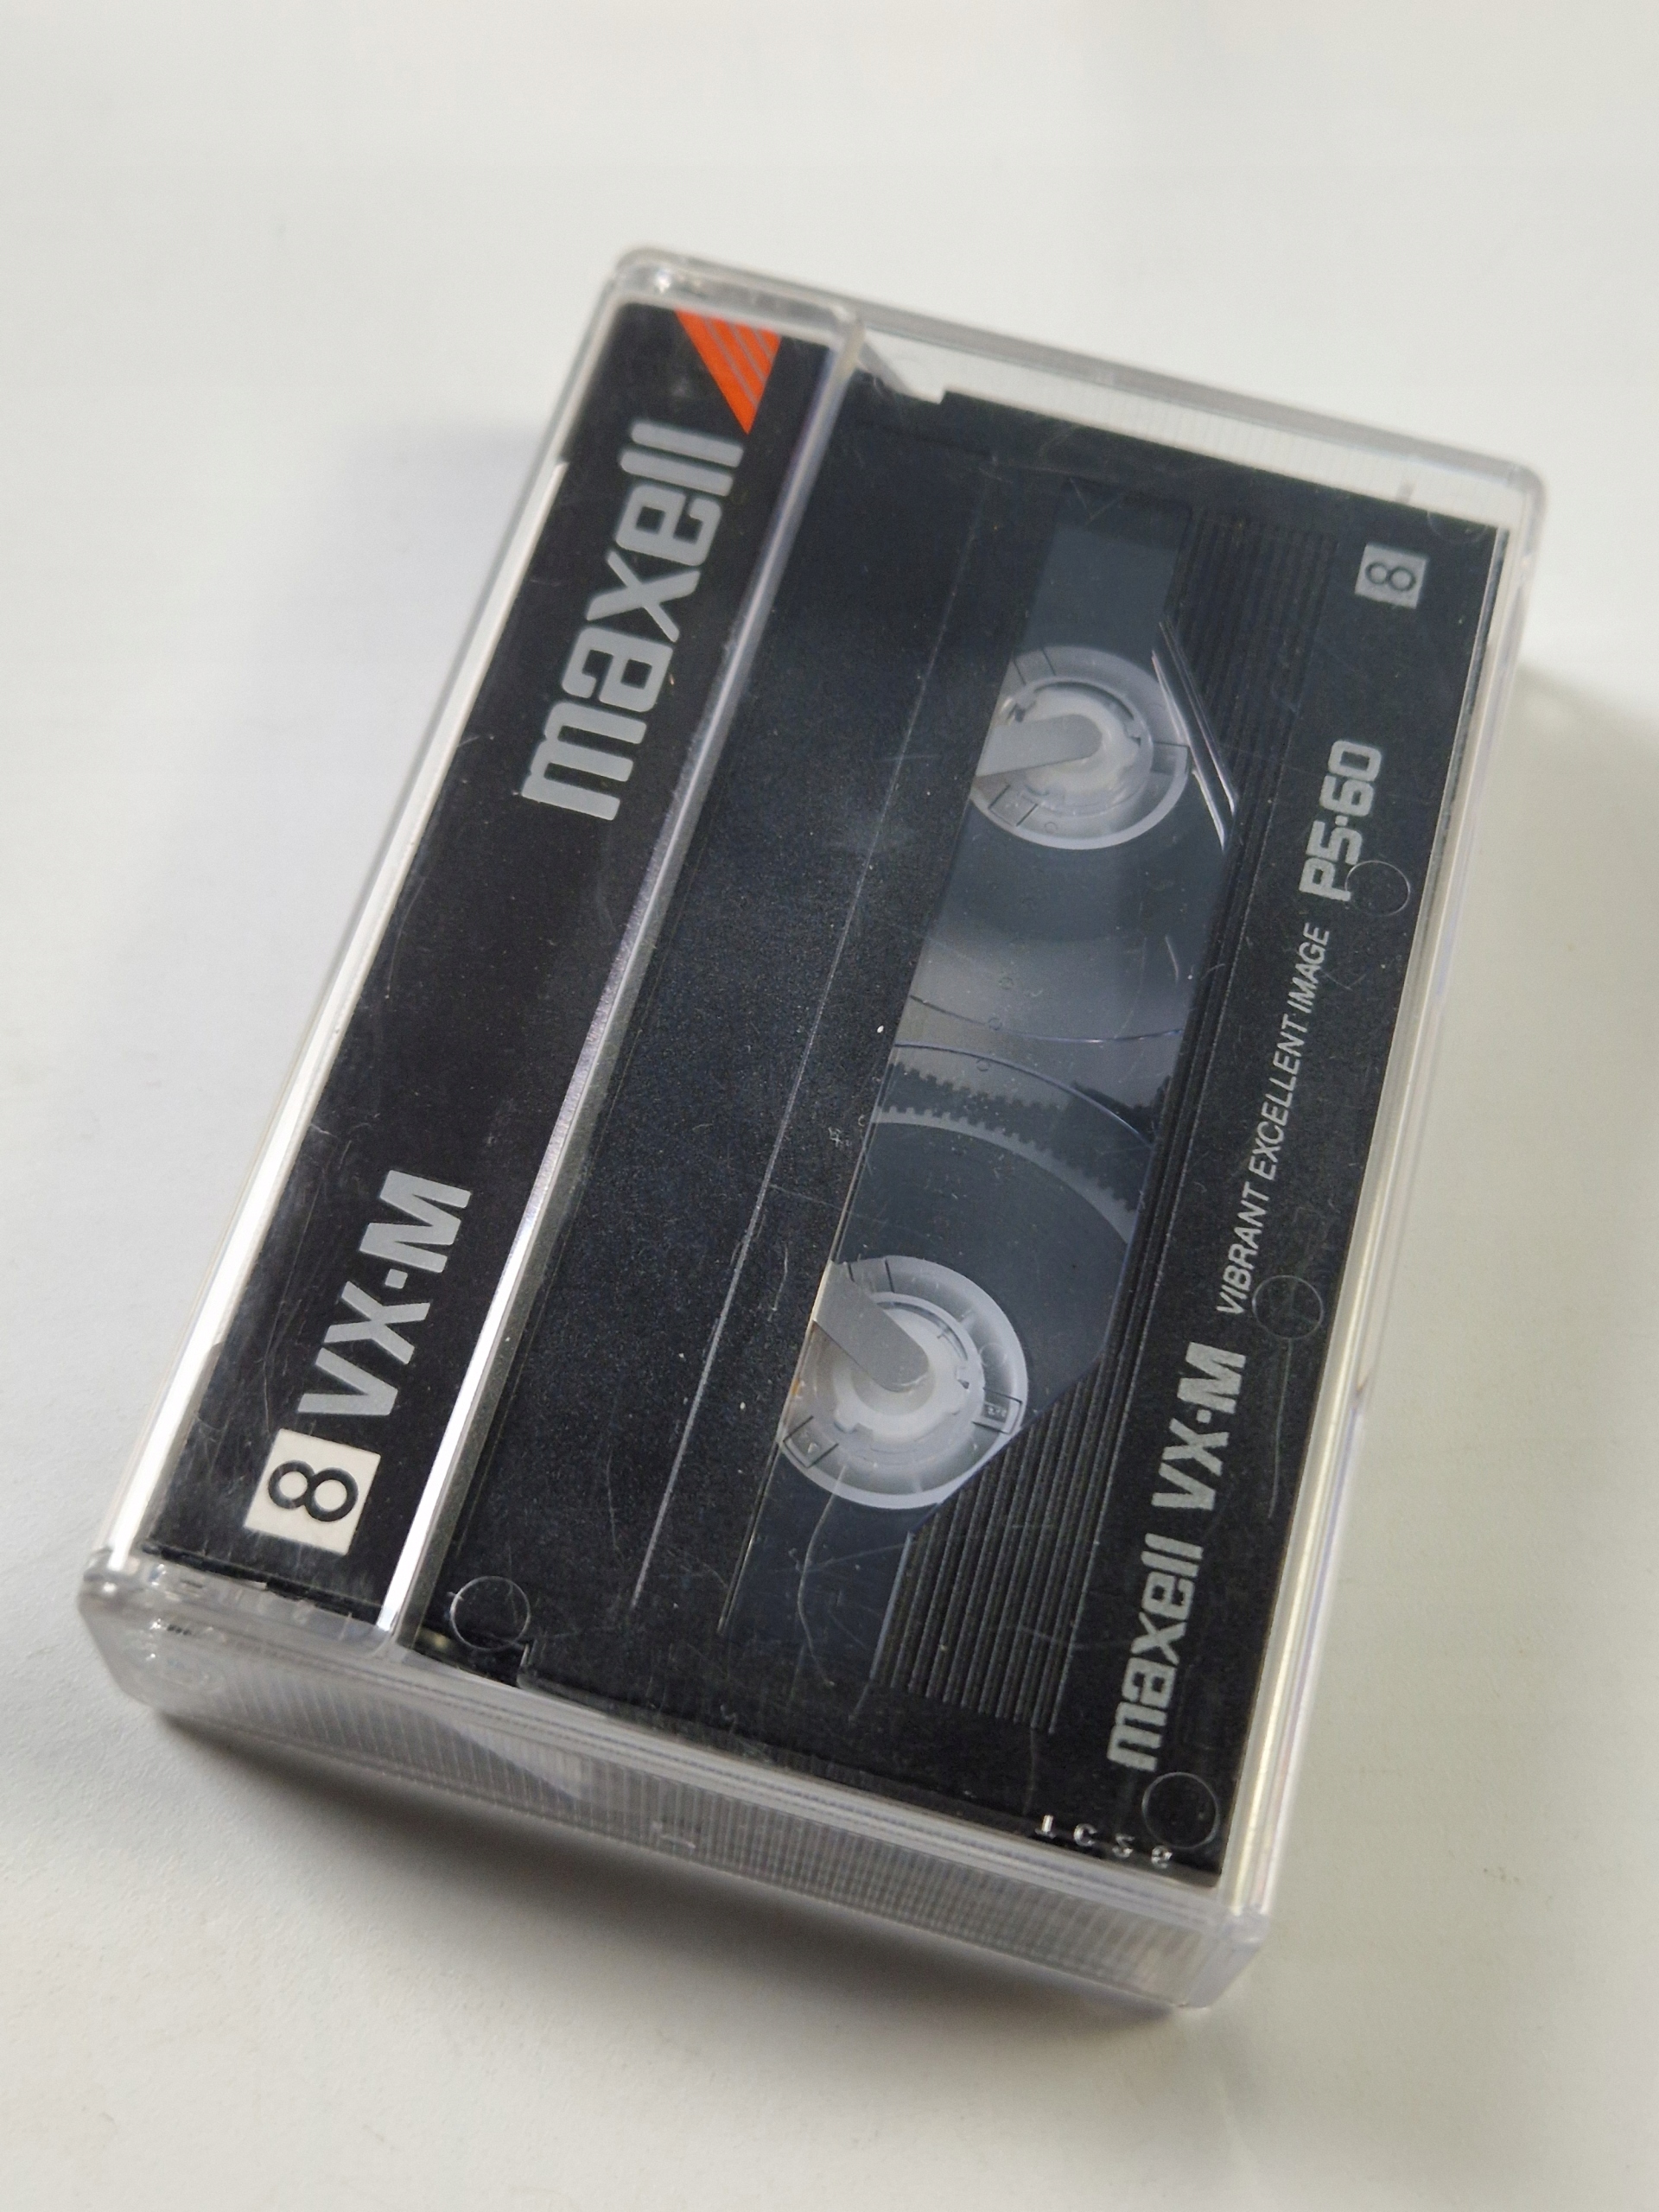 8 VX·M maxell
maxell VX·M VIBRANT EXCELLENT IMAGE P5·60 8